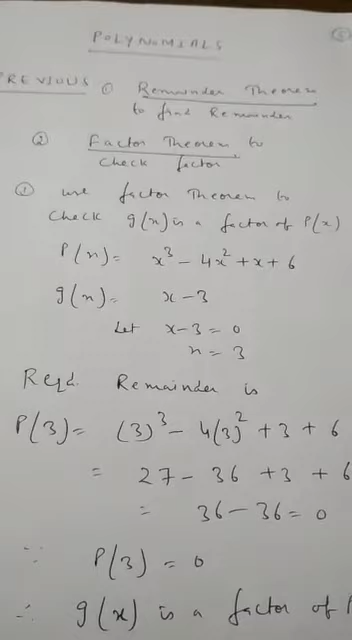 POLYNOMIALS
PREVIOUS ① Remainder Theorem
to find Remainder
② Factor Theorem to
check factor
① use factor Theorem to
check g(x) is a factor of P(x)
P(x) = x³ - 4x² + x + 6
g(x) = x - 3
Let x - 3 = 0
x = 3
Reqd. Remainder is
P(3) = (3)³ - 4(3)² + 3 + 6
= 27 - 36 + 3 + 6
= 36 - 36 = 0
∵ P(3) = 0
∴ g(x) is a factor of